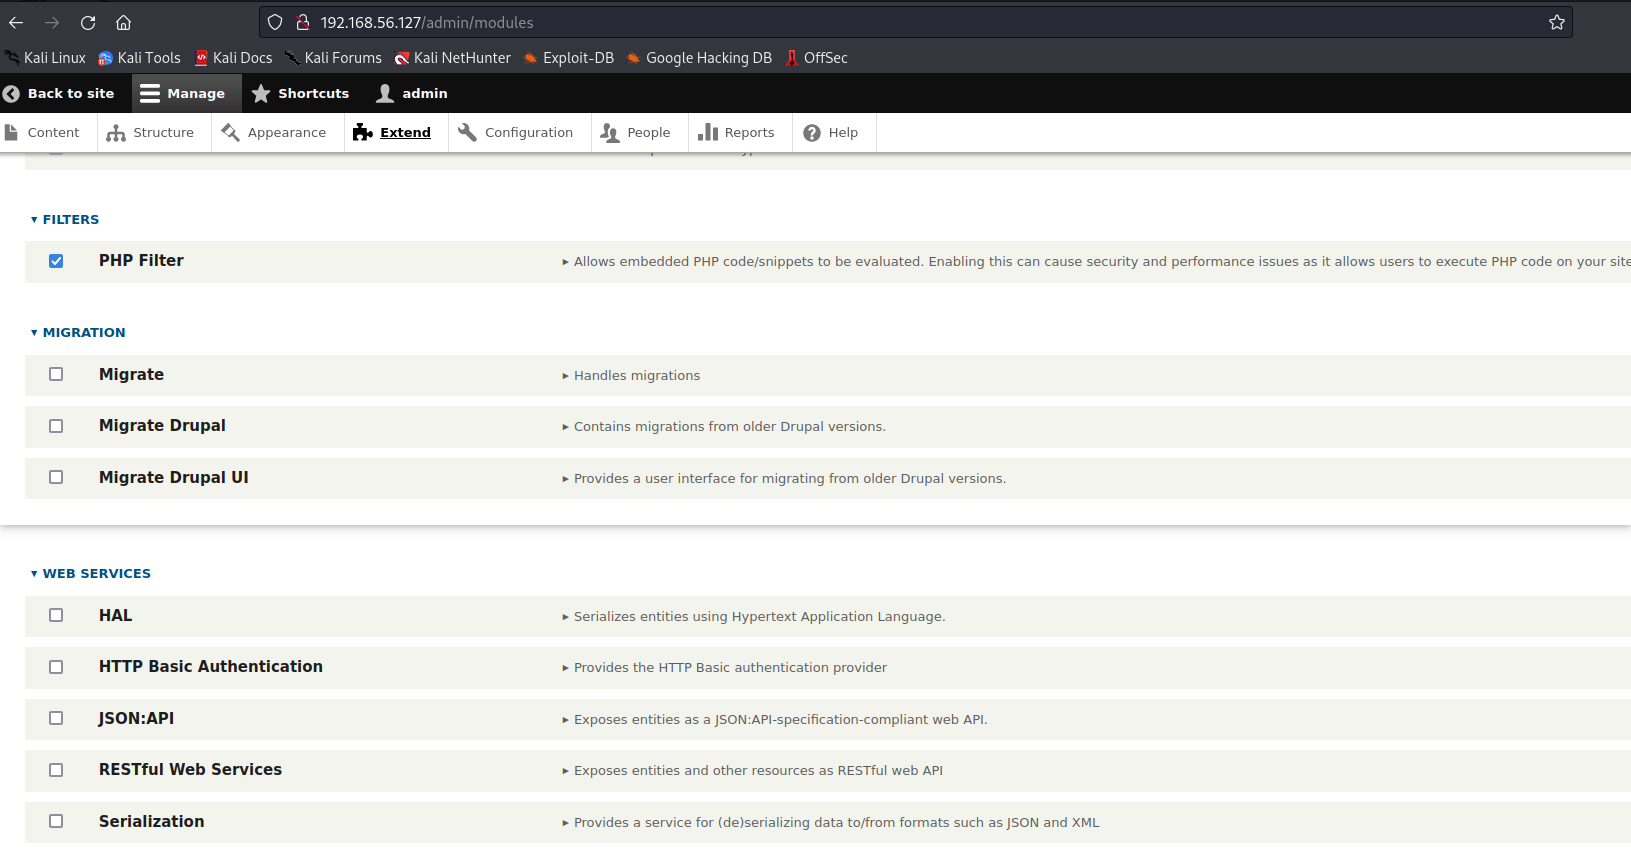 192.168.56.127/admin/modules
Kali Linux Kali Tools Kali Docs Kali Forums Kali NetHunter Exploit-DB Google Hacking DB OffSec
Back to site Manage Shortcuts admin
Content Structure Appearance Extend Configuration People Reports Help
FILTERS
PHP Filter Allows embedded PHP code/snippets to be evaluated. Enabling this can cause security and performance issues as it allows users to execute PHP code on your site
MIGRATION
Migrate Handles migrations
Migrate Drupal Contains migrations from older Drupal versions.
Migrate Drupal UI Provides a user interface for migrating from older Drupal versions.
WEB SERVICES
HAL Serializes entities using Hypertext Application Language.
HTTP Basic Authentication Provides the HTTP Basic authentication provider
JSON:API Exposes entities as a JSON:API-specification-compliant web API.
RESTful Web Services Exposes entities and other resources as RESTful web API
Serialization Provides a service for (de)serializing data to/from formats such as JSON and XML